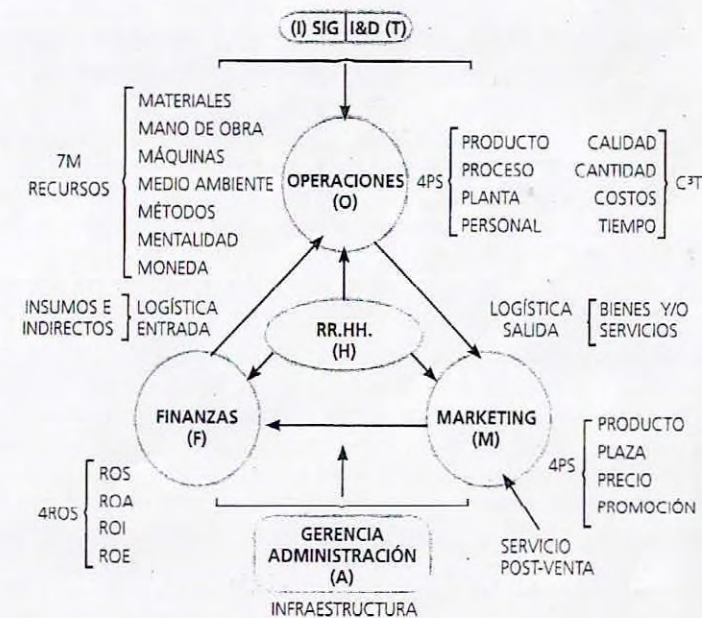 (I) SIG I&D (T)
7M
RECURSOS
MATERIALES
MANO DE OBRA
MÁQUINAS
MEDIO AMBIENTE
MÉTODOS
MENTALIDAD
MONEDA
OPERACIONES
(O)
4PS
PRODUCTO
PROCESO
PLANTA
PERSONAL
CALIDAD
CANTIDAD
COSTOS
TIEMPO
C³T
INSUMOS E
INDIRECTOS
LOGÍSTICA
ENTRADA
RR.HH.
(H)
LOGÍSTICA
SALIDA
BIENES Y/O
SERVICIOS
FINANZAS
(F)
MARKETING
(M)
4PS
PRODUCTO
PLAZA
PRECIO
PROMOCIÓN
4ROS
ROS
ROA
ROI
ROE
GERENCIA
ADMINISTRACIÓN
(A)
INFRAESTRUCTURA
SERVICIO
POST-VENTA